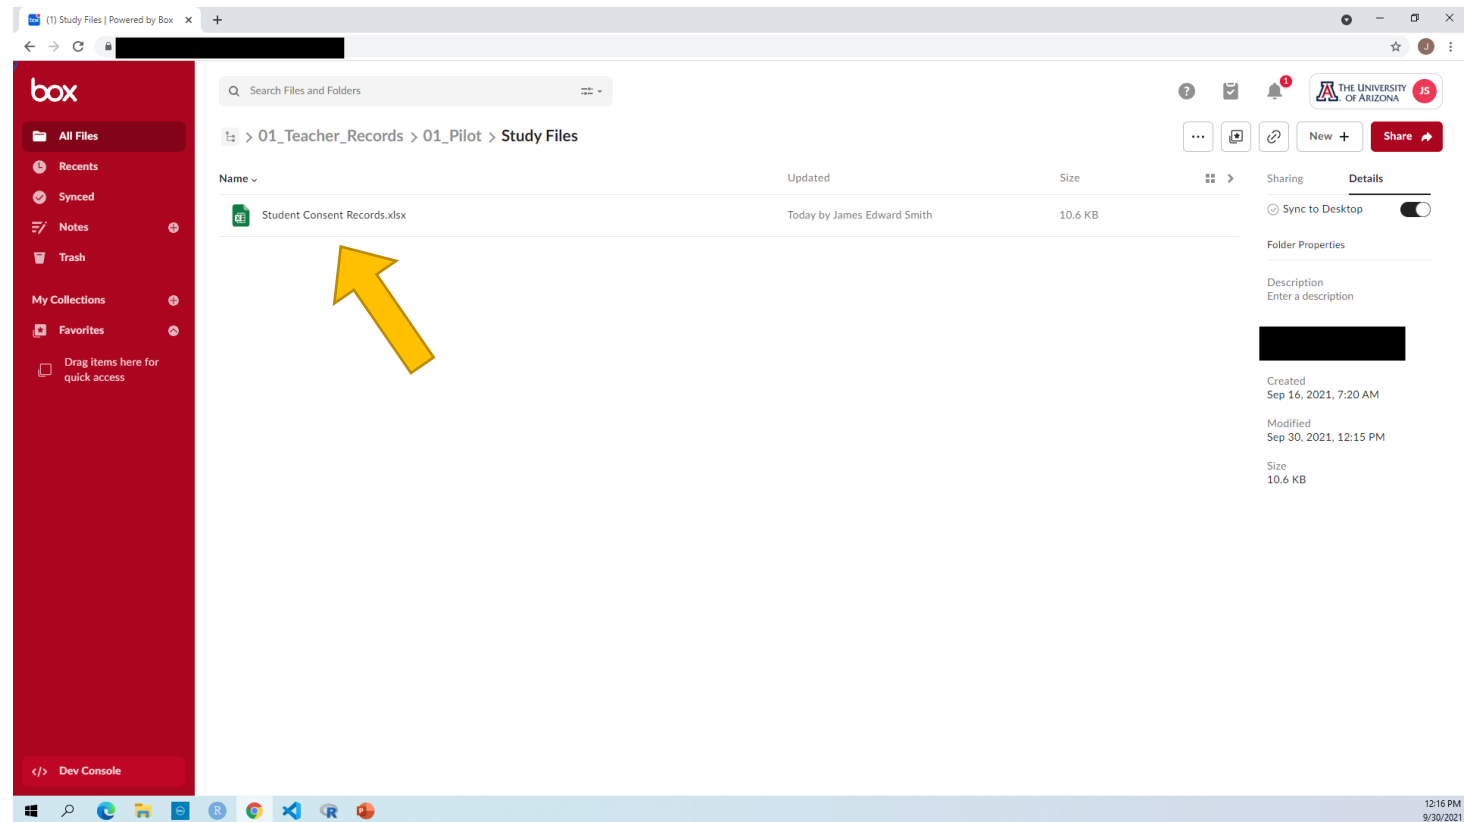 (1) Study Files | Powered by Box
box
Search Files and Folders
1
THE UNIVERSITY
OF ARIZONA
JS
J
All Files
Recents
Synced
Notes
Trash
My Collections
Favorites
Drag items here for
quick access
Dev Console
> 01_Teacher_Records > 01_Pilot > Study Files
New +
Share
Name
Updated
Size
Student Consent Records.xlsx
Today by James Edward Smith
10.6 KB
Sharing
Details
Sync to Desktop
Folder Properties
Description
Enter a description
Created
Sep 16, 2021, 7:20 AM
Modified
Sep 30, 2021, 12:15 PM
Size
10.6 KB
12:16 PM
9/30/2021